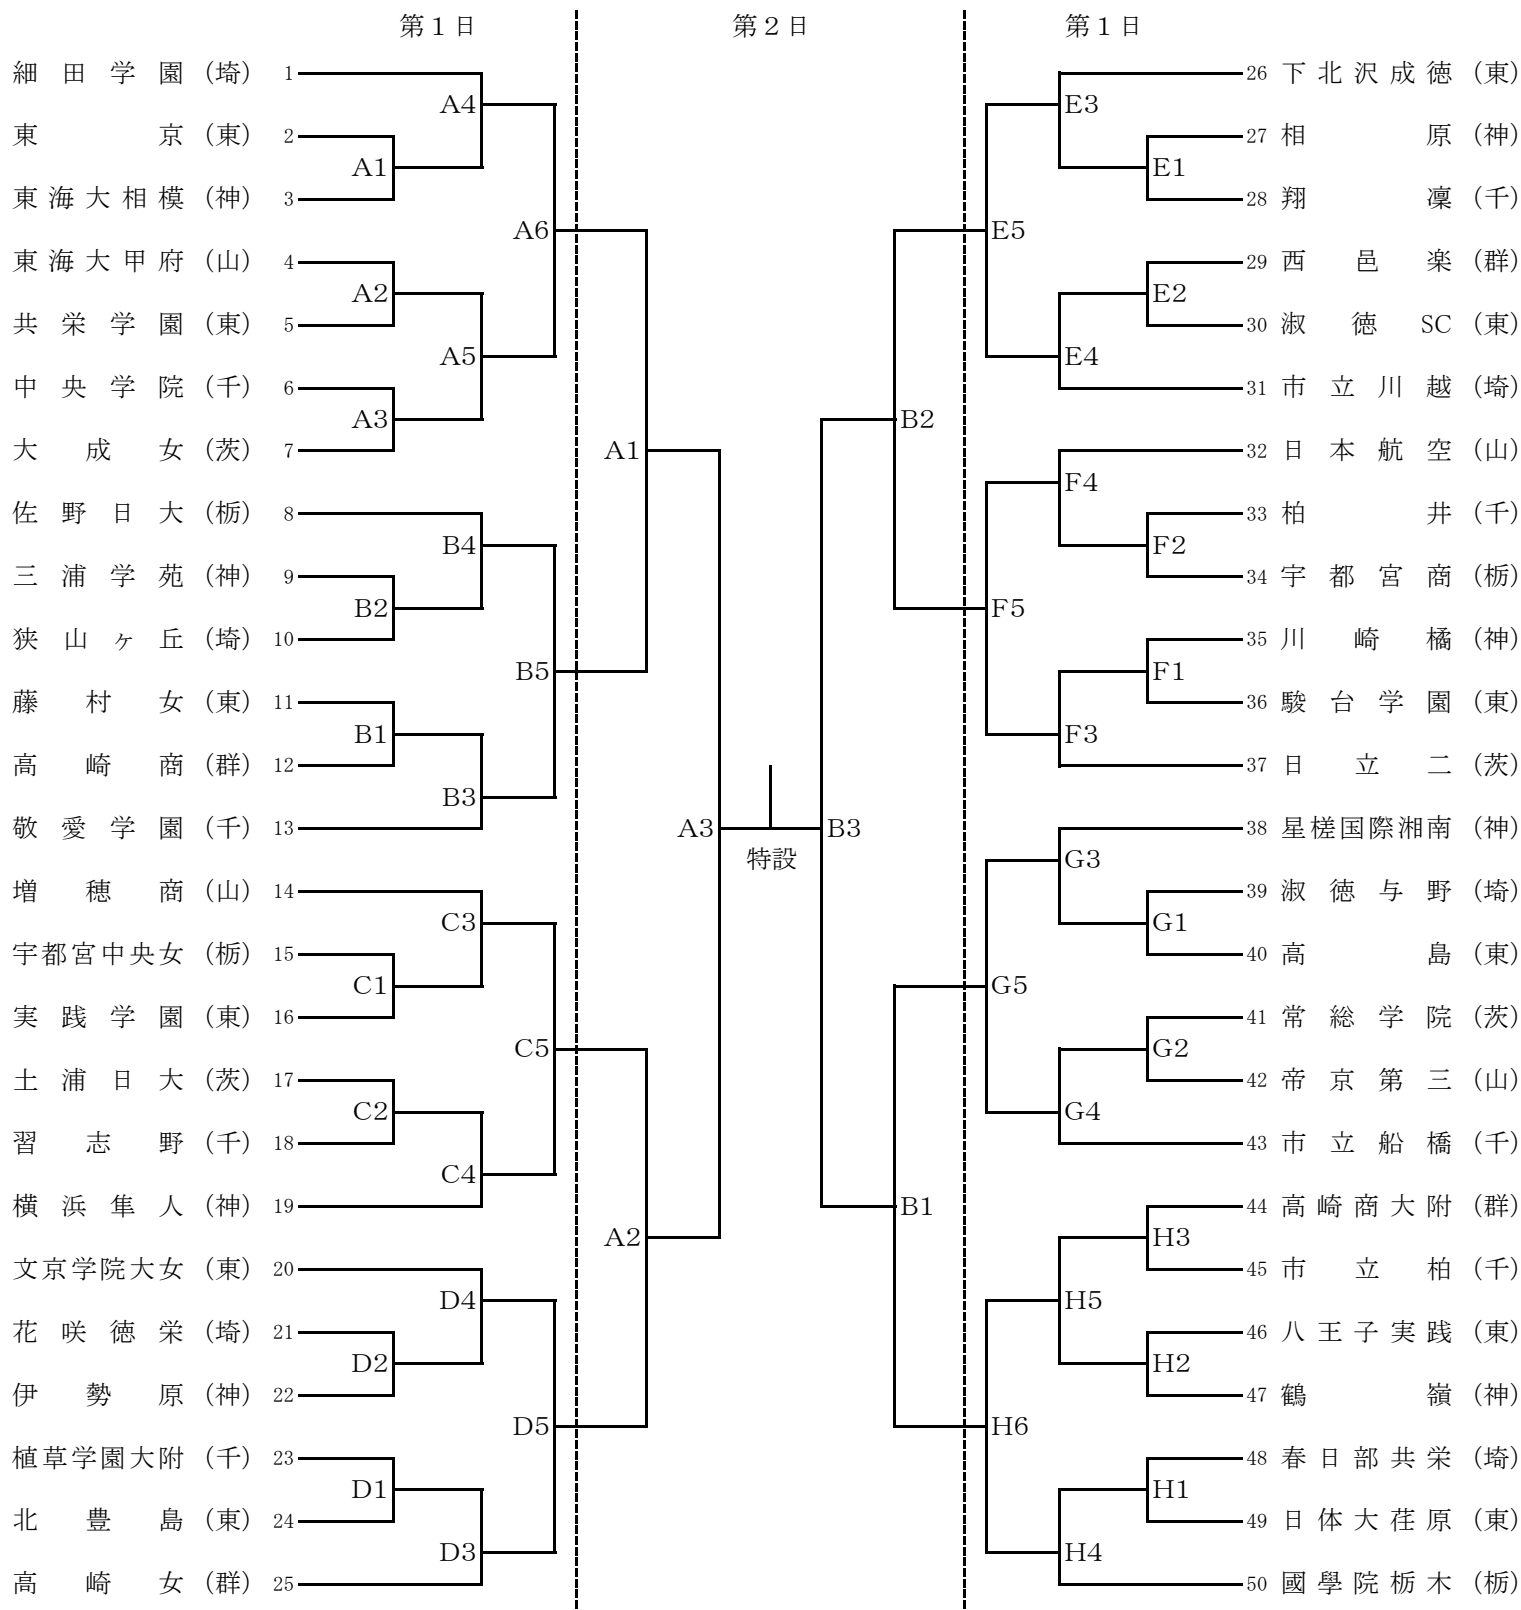 第１日 第２日 第１日
細田学園（埼） 1 26 下北沢成徳（東）
A4 E3
東京（東） 2 27 相原（神）
A1 E1
東海大相模（神） 3 28 翔凜（千）
A6 E5
東海大甲府（山） 4 29 西邑楽（群）
A2 E2
共栄学園（東） 5 30 淑徳SC（東）
A5 E4
中央学院（千） 6 31 市立川越（埼）
A3 B2
大成女（茨） 7 A1 32 日本航空（山）
F4
佐野日大（栃） 8 33 柏井（千）
B4 F2
三浦学苑（神） 9 34 宇都宮商（栃）
B2 F5
狭山ヶ丘（埼） 10 35 川崎橘（神）
B5 F1
藤村女（東） 11 36 駿台学園（東）
B1 F3
高崎商（群） 12 37 日立二（茨）
B3
敬愛学園（千） 13 A3 B3 38 星槎国際湘南（神）
特設 G3
増穂商（山） 14 39 淑徳与野（埼）
C3 G1
宇都宮中央女（栃） 15 40 高島（東）
C1 G5
実践学園（東） 16 41 常総学院（茨）
C5 G2
土浦日大（茨） 17 42 帝京第三（山）
C2 G4
習志野（千） 18 43 市立船橋（千）
C4
横浜隼人（神） 19 B1 44 高崎商大附（群）
A2 H3
文京学院大女（東） 20 45 市立柏（千）
D4 H5
花咲徳栄（埼） 21 46 八王子実践（東）
D2 H2
伊勢原（神） 22 47 鶴嶺（神）
D5 H6
植草学園大附（千） 23 48 春日部共栄（埼）
D1 H1
北豊島（東） 24 49 日体大荏原（東）
D3 H4
高崎女（群） 25 50 國學院栃木（栃）